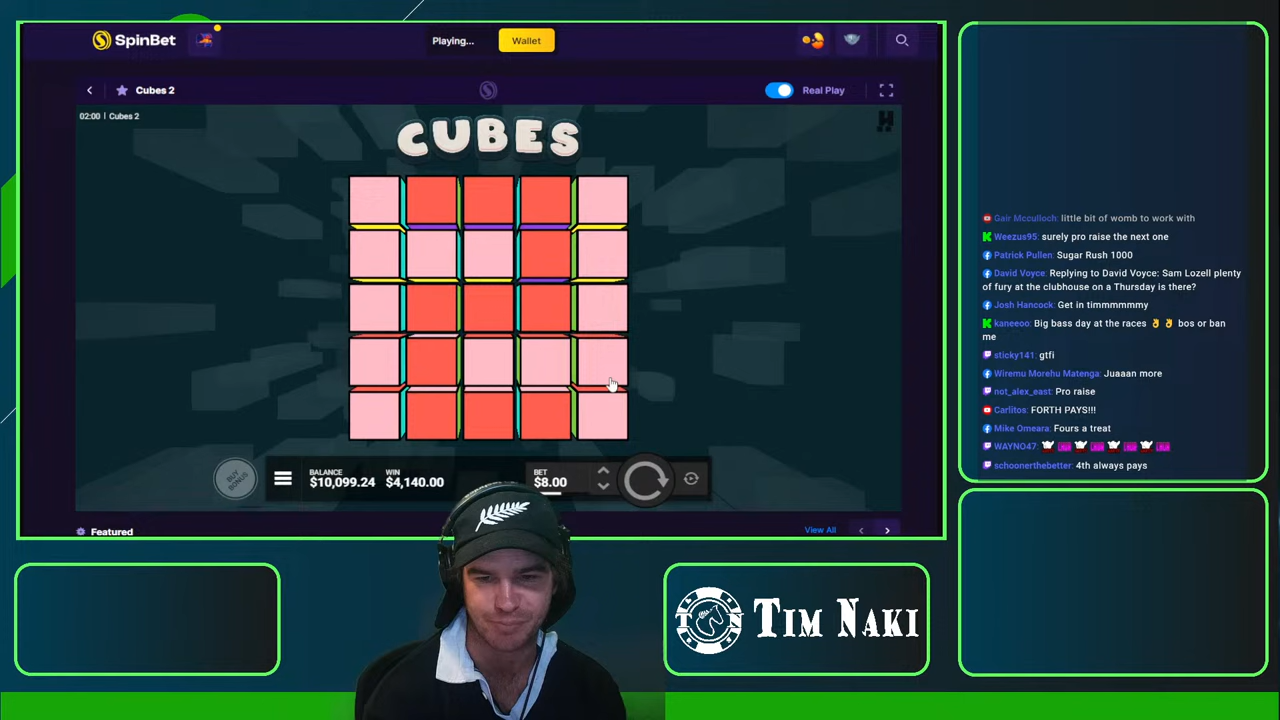 SpinBet
Playing...
Wallet
Cubes 2
Real Play
02:00 | Cubes 2
CUBES
BUY
BONUS
BALANCE
$10,099.24
WIN
$4,140.00
BET
$8.00
Featured
View All
Gair Mcculloch: little bit of womb to work with
Weezus95: surely pro raise the next one
Patrick Pullen: Sugar Rush 1000
David Voyce: Replying to David Voyce: Sam Lozell plenty
of fury at the clubhouse on a Thursday is there?
Josh Hancock: Get in timmmmmmy
kaneeoo: Big bass day at the races 👌 👌 bos or ban
me
sticky141: gtfi
Wiremu Morehu Matenga: Juaaan more
not_alex_east: Pro raise
Carlitos: FORTH PAYS!!!
Mike Omeara: Fours a treat
WAYNO47:
schoonerthebetter: 4th always pays
T N
TIM NAKI